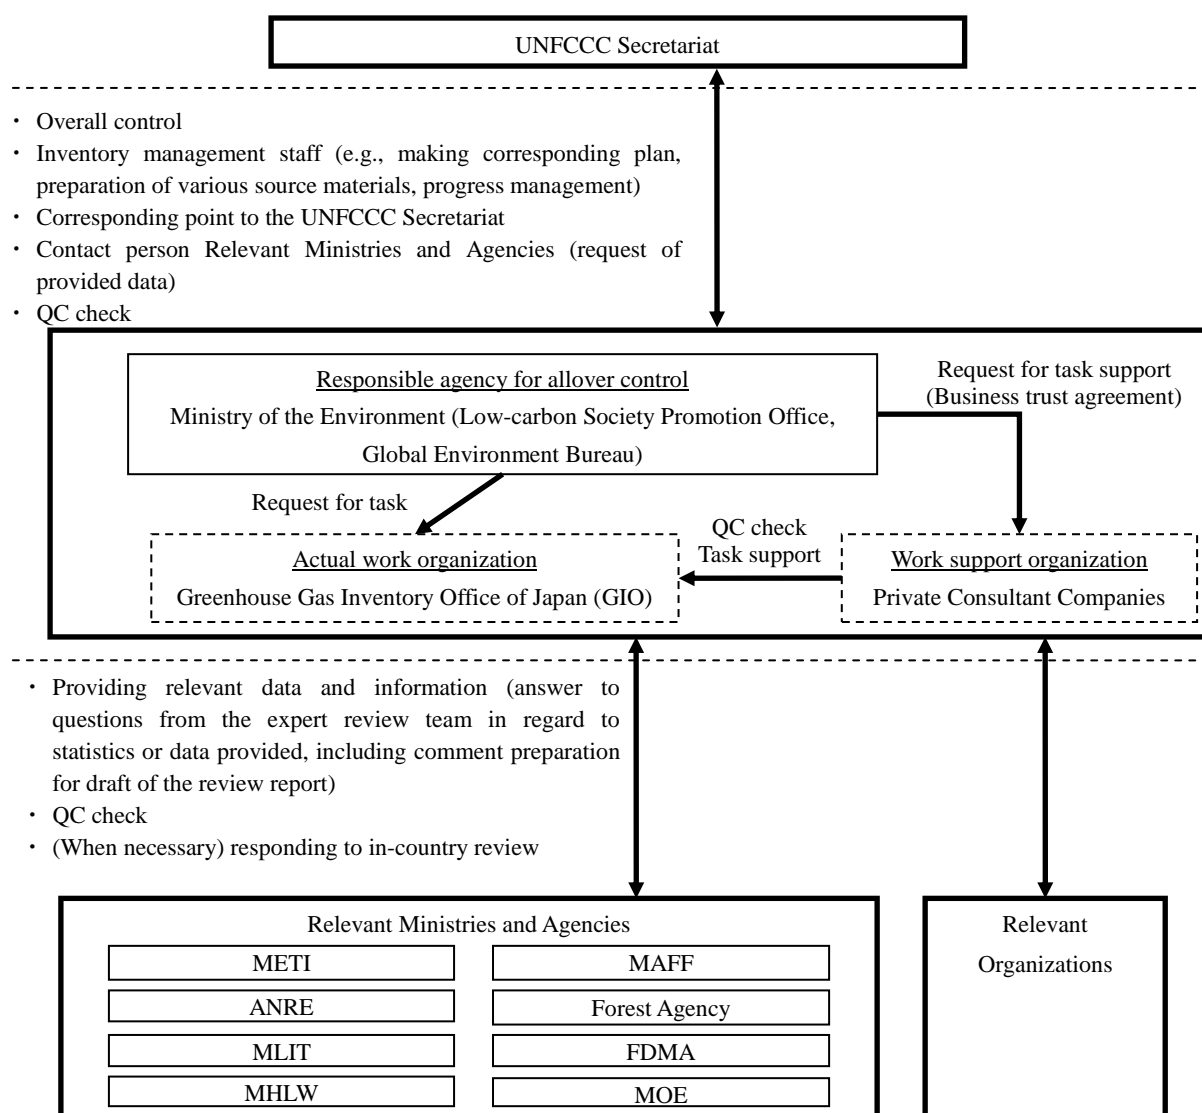 UNFCCC Secretariat
・ Overall control
・ Inventory management staff (e.g., making corresponding plan,
preparation of various source materials, progress management)
・ Corresponding point to the UNFCCC Secretariat
・ Contact person Relevant Ministries and Agencies (request of
provided data)
・ QC check
Responsible agency for allover control
Ministry of the Environment (Low-carbon Society Promotion Office,
Global Environment Bureau)
Request for task support
(Business trust agreement)
Request for task
QC check
Task support
Actual work organization
Greenhouse Gas Inventory Office of Japan (GIO)
Work support organization
Private Consultant Companies
・ Providing relevant data and information (answer to
questions from the expert review team in regard to
statistics or data provided, including comment preparation
for draft of the review report)
・ QC check
・ (When necessary) responding to in-country review
Relevant Ministries and Agencies
METI
MAFF
ANRE
Forest Agency
MLIT
FDMA
MHLW
MOE
Relevant
Organizations